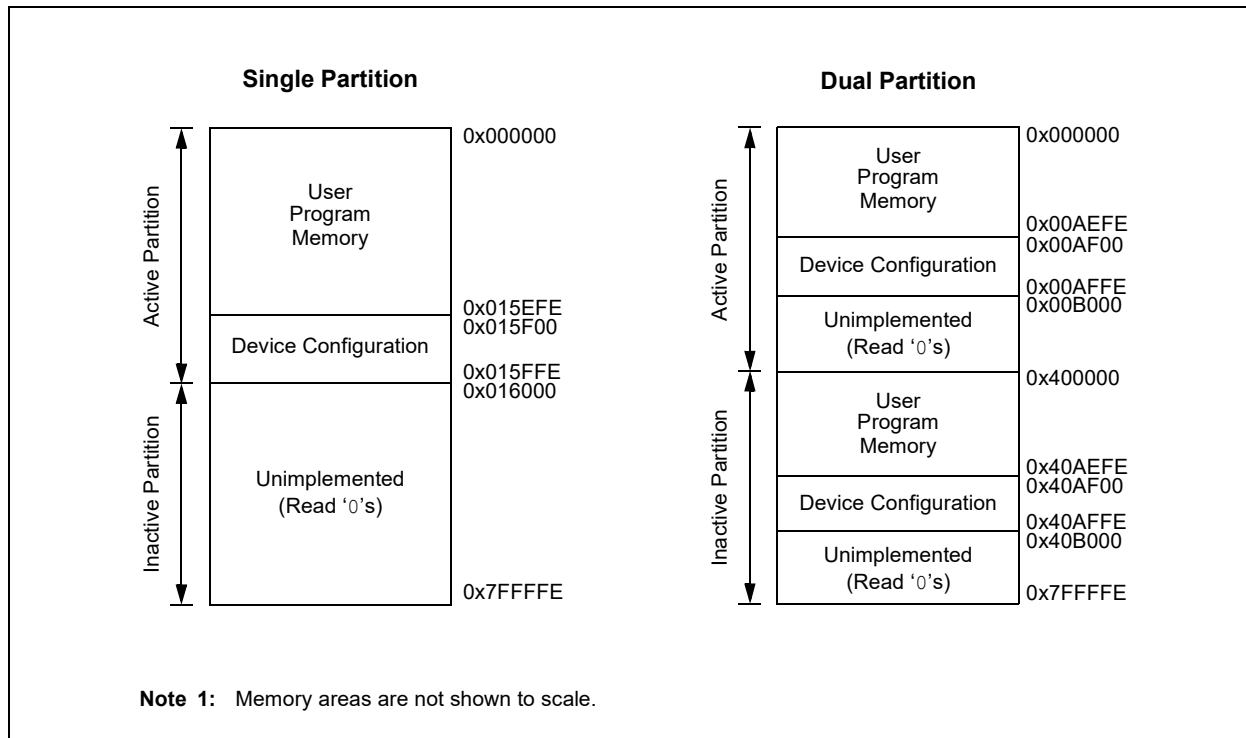 Single Partition
Active Partition
Inactive Partition
User
Program
Memory
Device Configuration
Unimplemented
(Read ‘0’s)
0x000000
0x015EFE
0x015F00
0x015FFE
0x016000
0x7FFFFE
Dual Partition
Active Partition
Inactive Partition
User
Program
Memory
Device Configuration
Unimplemented
(Read ‘0’s)
User
Program
Memory
Device Configuration
Unimplemented
(Read ‘0’s)
0x000000
0x00AEFE
0x00AF00
0x00AFFE
0x00B000
0x400000
0x40AEFE
0x40AF00
0x40AFFE
0x40B000
0x7FFFFE
Note 1: Memory areas are not shown to scale.